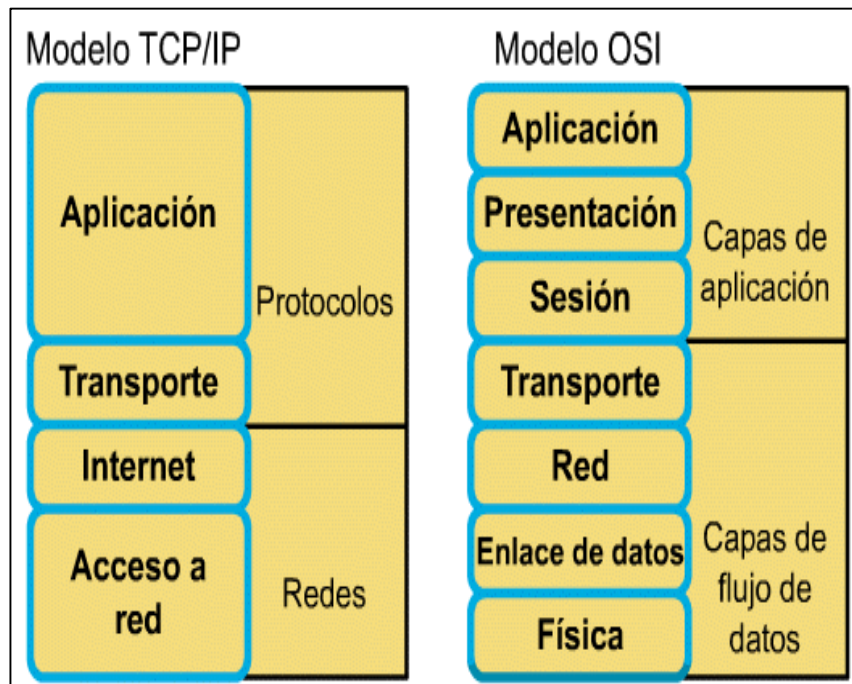 Modelo TCP/IP
Aplicación
Transporte
Internet
Acceso a
red
Protocolos
Redes
Modelo OSI
Aplicación
Presentación
Sesión
Transporte
Red
Enlace de datos
Física
Capas de
aplicación
Capas de
flujo de
datos